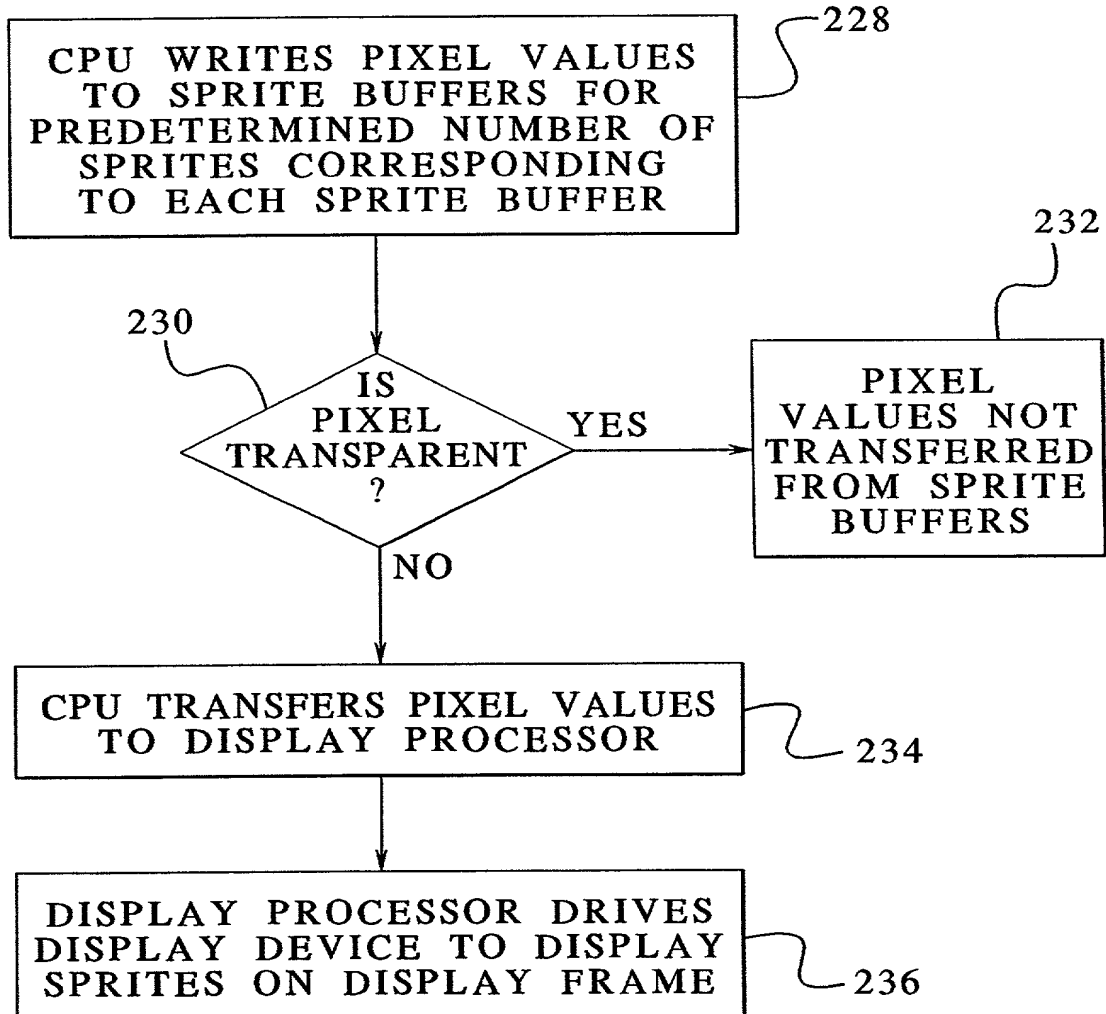 228
CPU WRITES PIXEL VALUES
TO SPRITE BUFFERS FOR
PREDETERMINED NUMBER OF
SPRITES CORRESPONDING
TO EACH SPRITE BUFFER
232
230
IS
PIXEL
TRANSPARENT
?
YES
PIXEL
VALUES NOT
TRANSFERRED
FROM SPRITE
BUFFERS
NO
CPU TRANSFERS PIXEL VALUES
TO DISPLAY PROCESSOR
234
DISPLAY PROCESSOR DRIVES
DISPLAY DEVICE TO DISPLAY
SPRITES ON DISPLAY FRAME
236